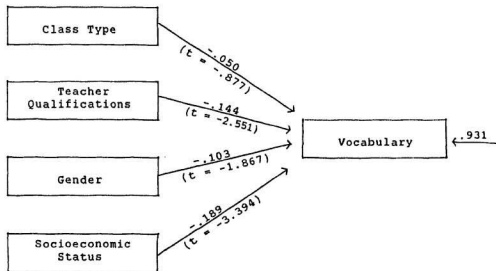 Class Type
-.050
(t = -.877)
Teacher
Qualifications
-.144
(t = -2.551)
Vocabulary
.931
-.103
(t = -1.867)
Gender
-.189
(t = -3.394)
Socioeconomic
Status